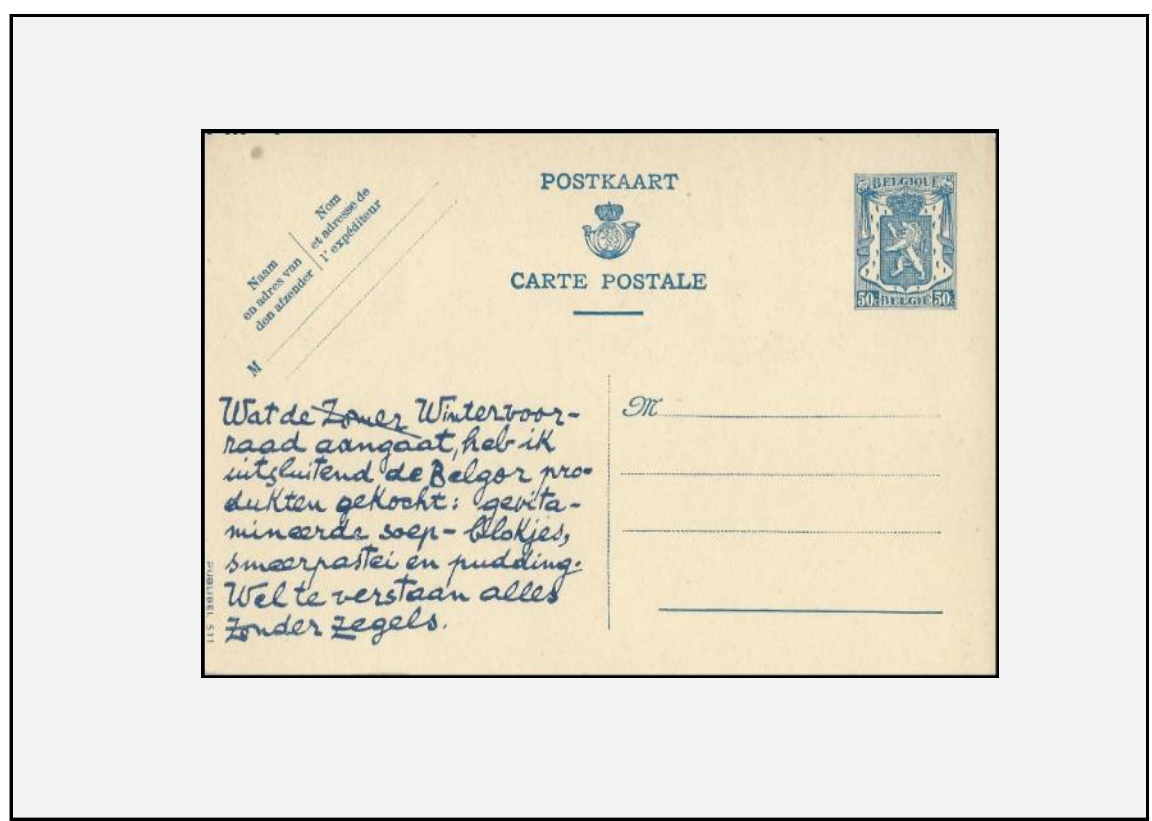 POSTKAART
CARTE POSTALE
BELGIQUE
50c BELGIË 50c
Naam
en adres van
den afzender
Nom
et adresse de
l' expéditeur
M
Wat de Zomer Wintervoor-
raad aangaat, heb ik
uitsluitend de Belgor pro-
dukten gekocht: gevita-
mineerde soep-blokjes,
smeerpastei en pudding.
Wel te verstaan alles
zonder zegels.
M
PUBLIBEL 511